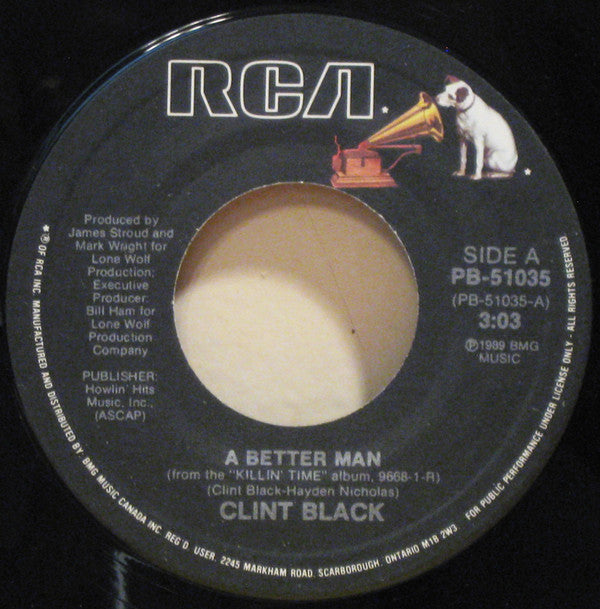 RCA
Produced by
James Stroud and
Mark Wright for
Lone Wolf
Production;
Executive
Producer:
Bill Ham for
Lone Wolf
Production
Company
PUBLISHER:
Howlin' Hits
Music, Inc.,
(ASCAP)
SIDE A
PB-51035
(PB-51035-A)
3:03
℗1989 BMG
MUSIC
A BETTER MAN
(from the "KILLIN' TIME" album, 9668-1-R)
(Clint Black-Hayden Nicholas)
CLINT BLACK
*® OF RCA INC. MANUFACTURED AND DISTRIBUTED BY: BMG MUSIC CANADA INC. REG'D. USER, 2245 MARKHAM ROAD, SCARBOROUGH, ONTARIO M1B 2W3 FOR PUBLIC PERFORMANCE UNDER LICENSE ONLY - ALL RIGHTS RESERVED.